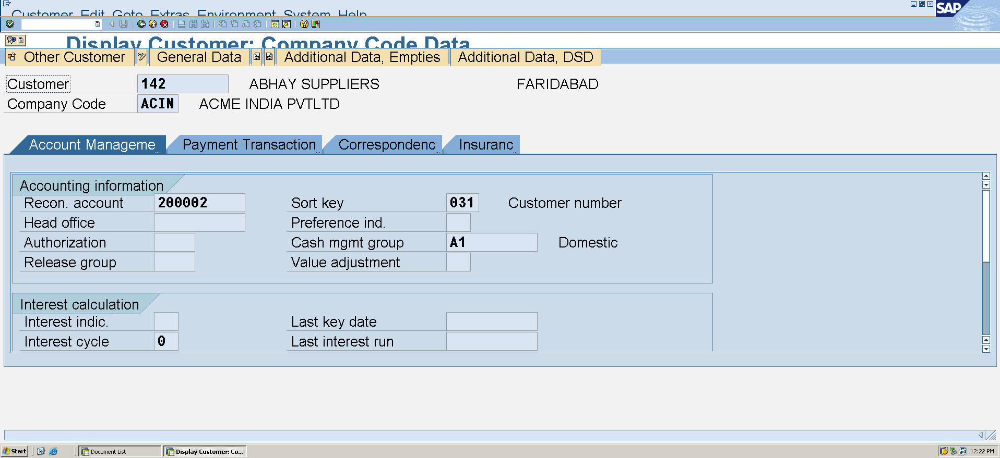 Customer Edit Goto Extras Environment System Help
SAP
Display Customer: Company Code Data
Other Customer General Data Additional Data, Empties Additional Data, DSD
Customer 142 ABHAY SUPPLIERS FARIDABAD
Company Code ACIN ACME INDIA PVTLTD
Account Manageme... Payment Transaction... Correspondenc... Insuranc...
Accounting information
Recon. account 200002 Sort key 031 Customer number
Head office Preference ind.
Authorization Cash mgmt group A1 Domestic
Release group Value adjustment
Interest calculation
Interest indic. Last key date
Interest cycle 0 Last interest run
Start Document List Display Customer: Co... 12:22 PM